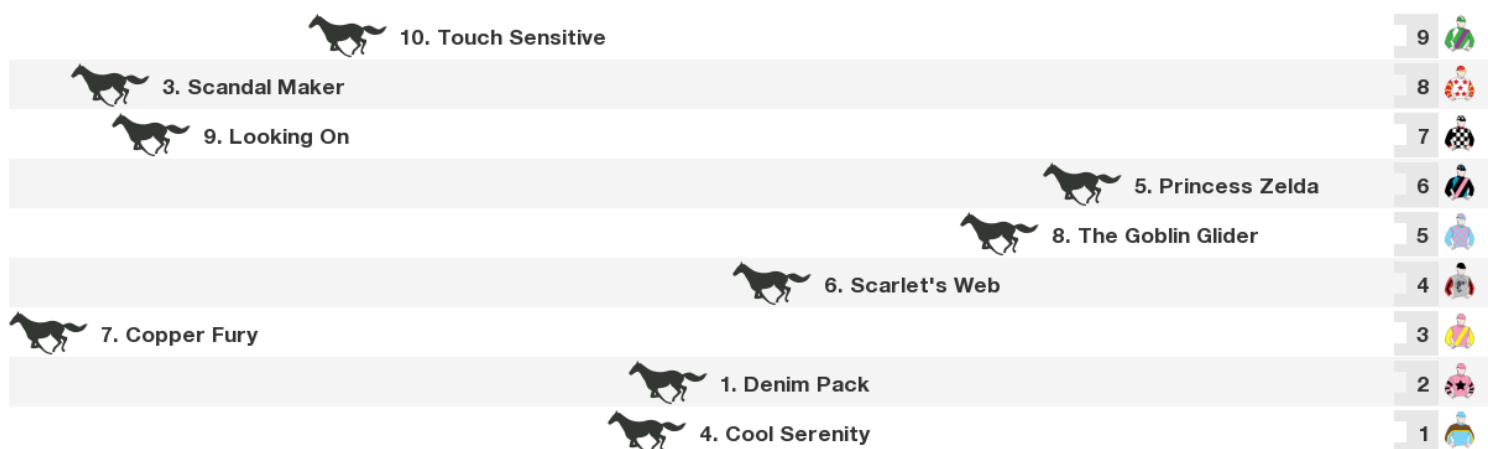 10. Touch Sensitive 9
3. Scandal Maker 8
9. Looking On 7
5. Princess Zelda 6
8. The Goblin Glider 5
6. Scarlet's Web 4
7. Copper Fury 3
1. Denim Pack 2
4. Cool Serenity 1